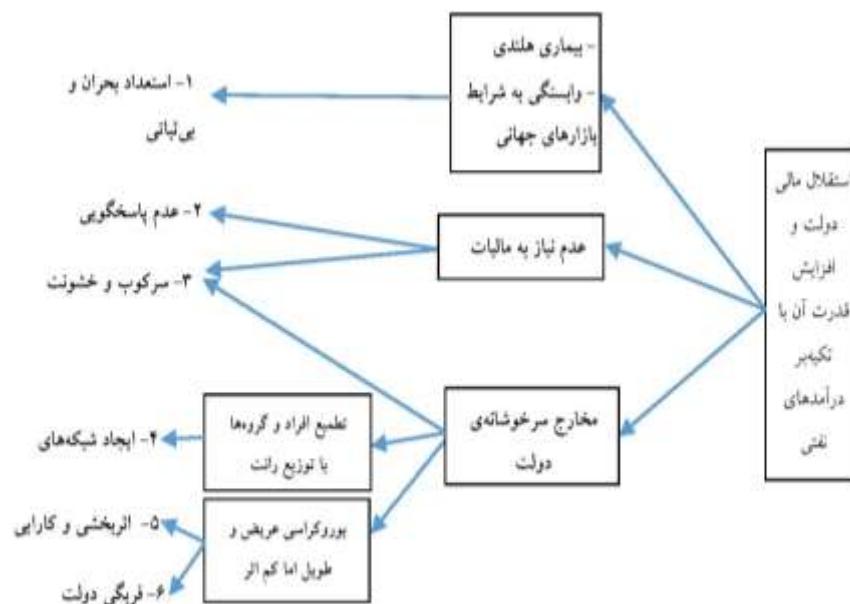 استقلال مالی
دولت و
افزایش
قدرت آن با
تکیه‌بر
درآمدهای
نفتی
- بیماری هلندی
- وابستگی به شرایط
بازارهای جهانی
۱- استعداد بحران و
بی‌ثباتی
عدم نیاز به مالیات
۲- عدم پاسخگویی
۳- سرکوب و خشونت
مخارج سرخوشانه‌ی
دولت
تطمیع افراد و گروه‌ها
با توزیع رانت
۴- ایجاد شبکه‌های
بوروکراسی عریض و
طویل اما کم اثر
۵- اثربخشی و کارایی
۶- فربگی دولت